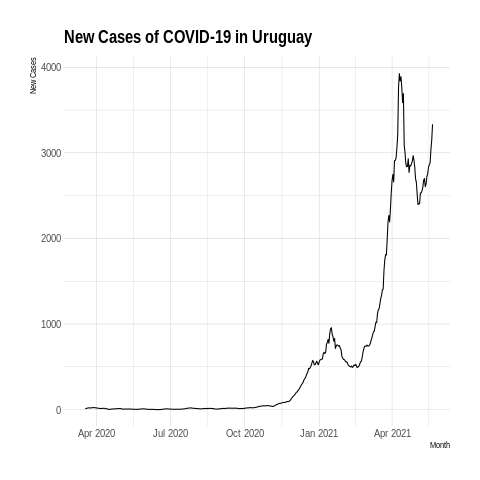 New Cases of COVID-19 in Uruguay
New Cases
4000
3000
2000
1000
0
Apr 2020
Jul 2020
Oct 2020
Jan 2021
Apr 2021
Month